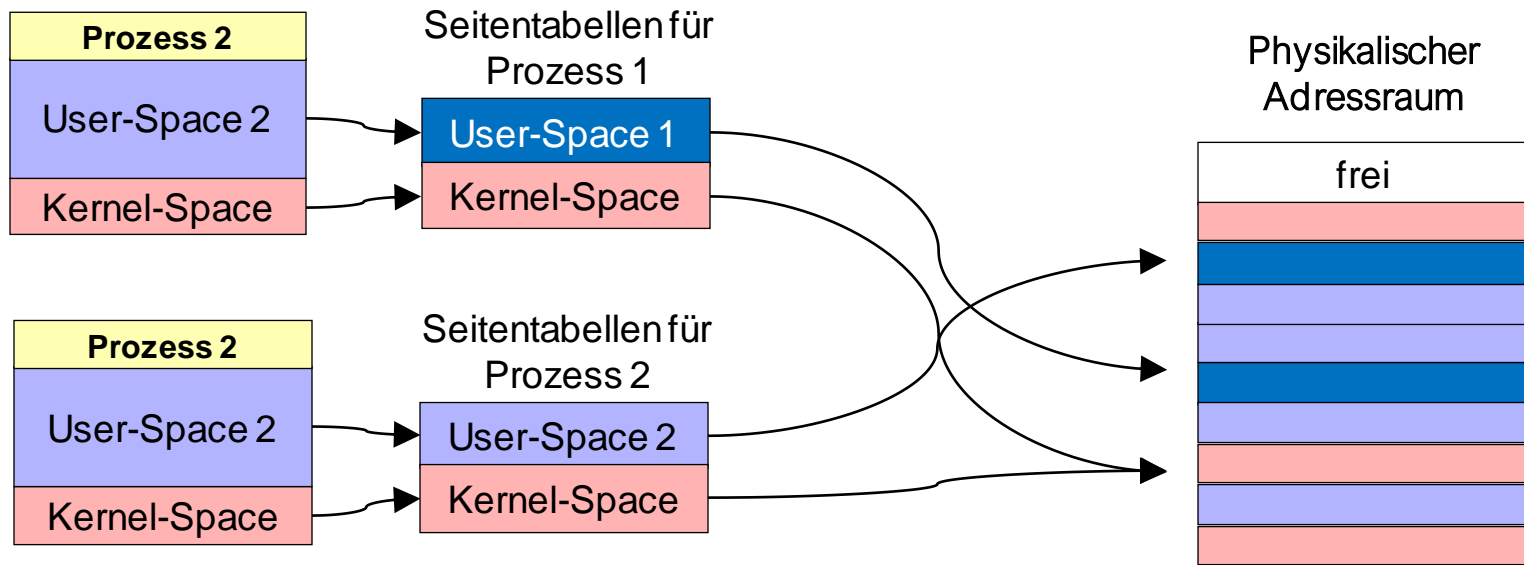 Prozess 2
User-Space 2
Kernel-Space
Seitentabellen für
Prozess 1
User-Space 1
Kernel-Space
Prozess 2
User-Space 2
Kernel-Space
Seitentabellen für
Prozess 2
User-Space 2
Kernel-Space
Physikalischer
Adressraum
frei